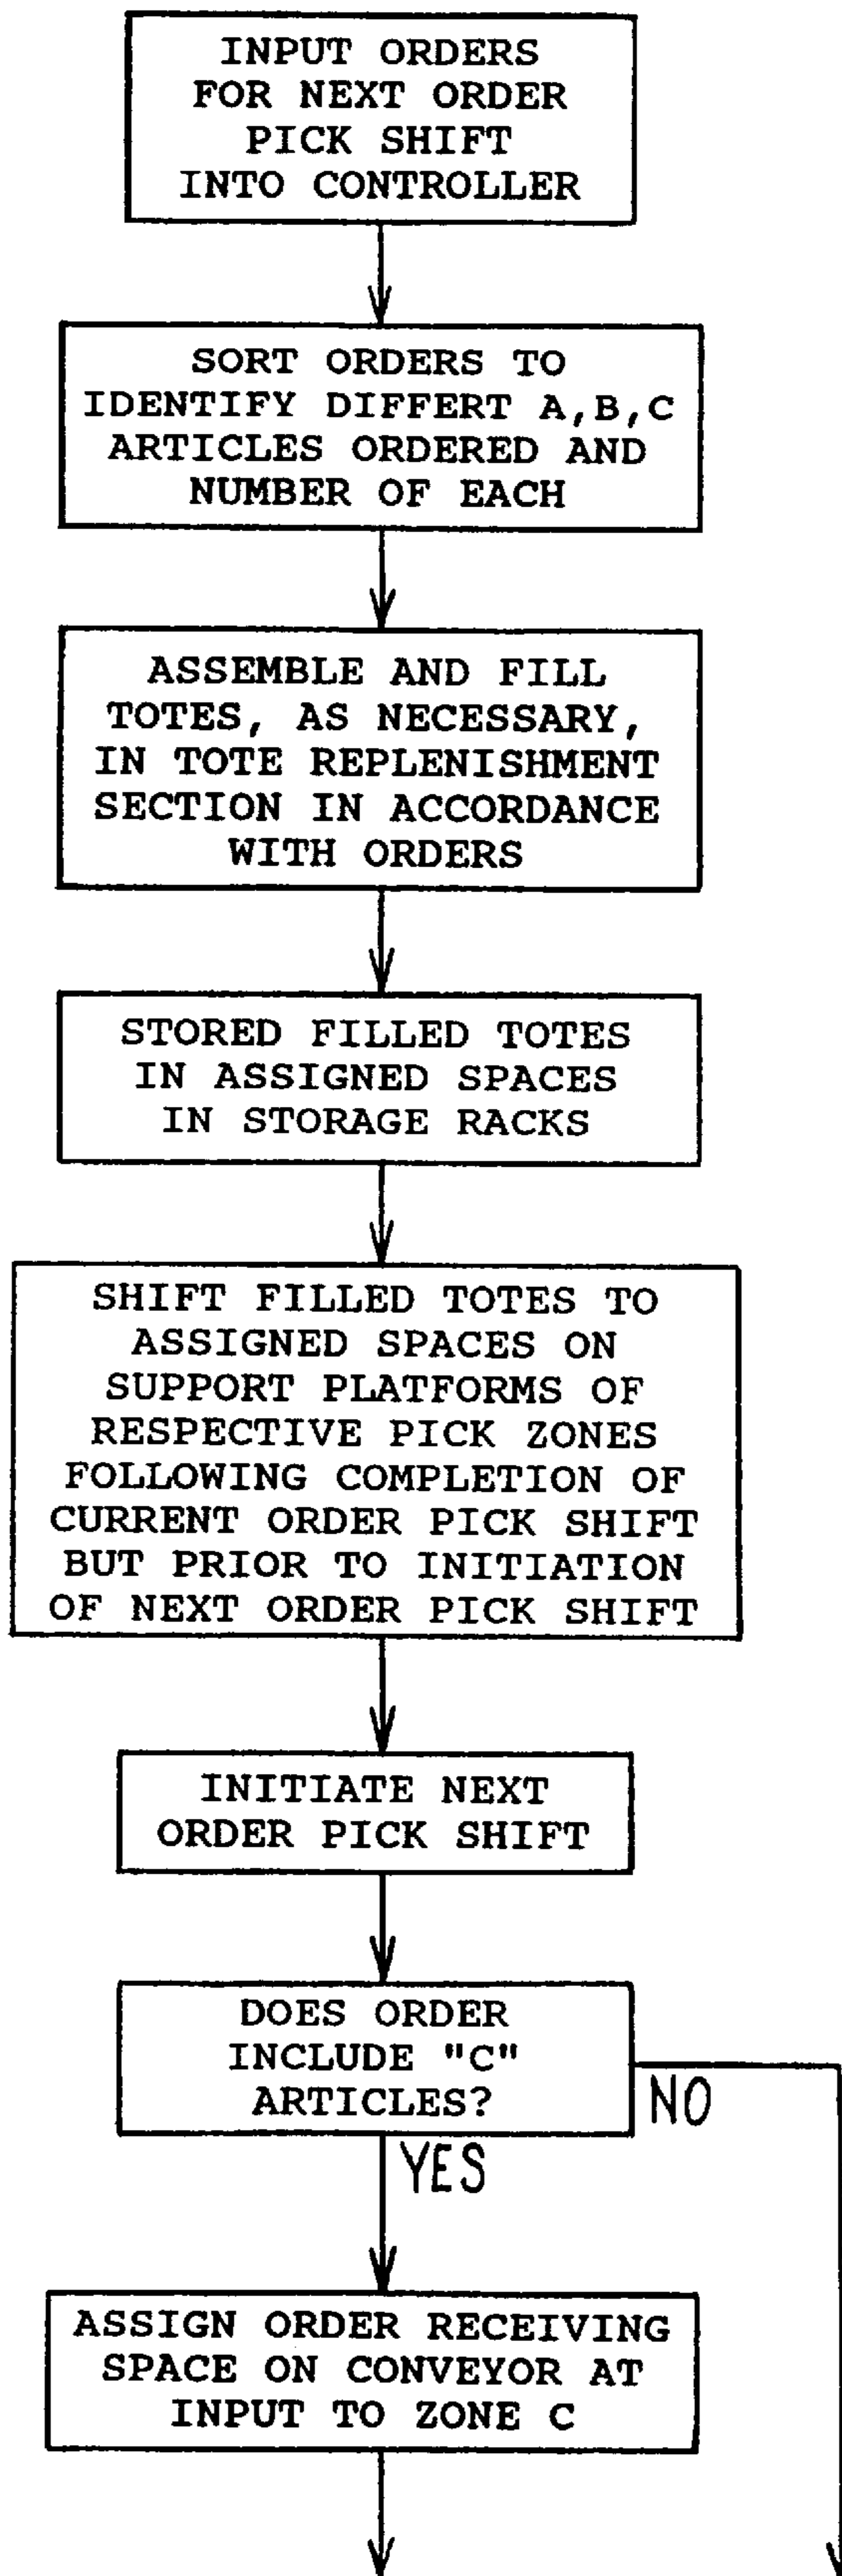 INPUT ORDERS
FOR NEXT ORDER
PICK SHIFT
INTO CONTROLLER
SORT ORDERS TO
IDENTIFY DIFFERT A,B,C
ARTICLES ORDERED AND
NUMBER OF EACH
ASSEMBLE AND FILL
TOTES, AS NECESSARY,
IN TOTE REPLENISHMENT
SECTION IN ACCORDANCE
WITH ORDERS
STORED FILLED TOTES
IN ASSIGNED SPACES
IN STORAGE RACKS
SHIFT FILLED TOTES TO
ASSIGNED SPACES ON
SUPPORT PLATFORMS OF
RESPECTIVE PICK ZONES
FOLLOWING COMPLETION OF
CURRENT ORDER PICK SHIFT
BUT PRIOR TO INITIATION
OF NEXT ORDER PICK SHIFT
INITIATE NEXT
ORDER PICK SHIFT
DOES ORDER
INCLUDE "C"
ARTICLES?
NO
YES
ASSIGN ORDER RECEIVING
SPACE ON CONVEYOR AT
INPUT TO ZONE C